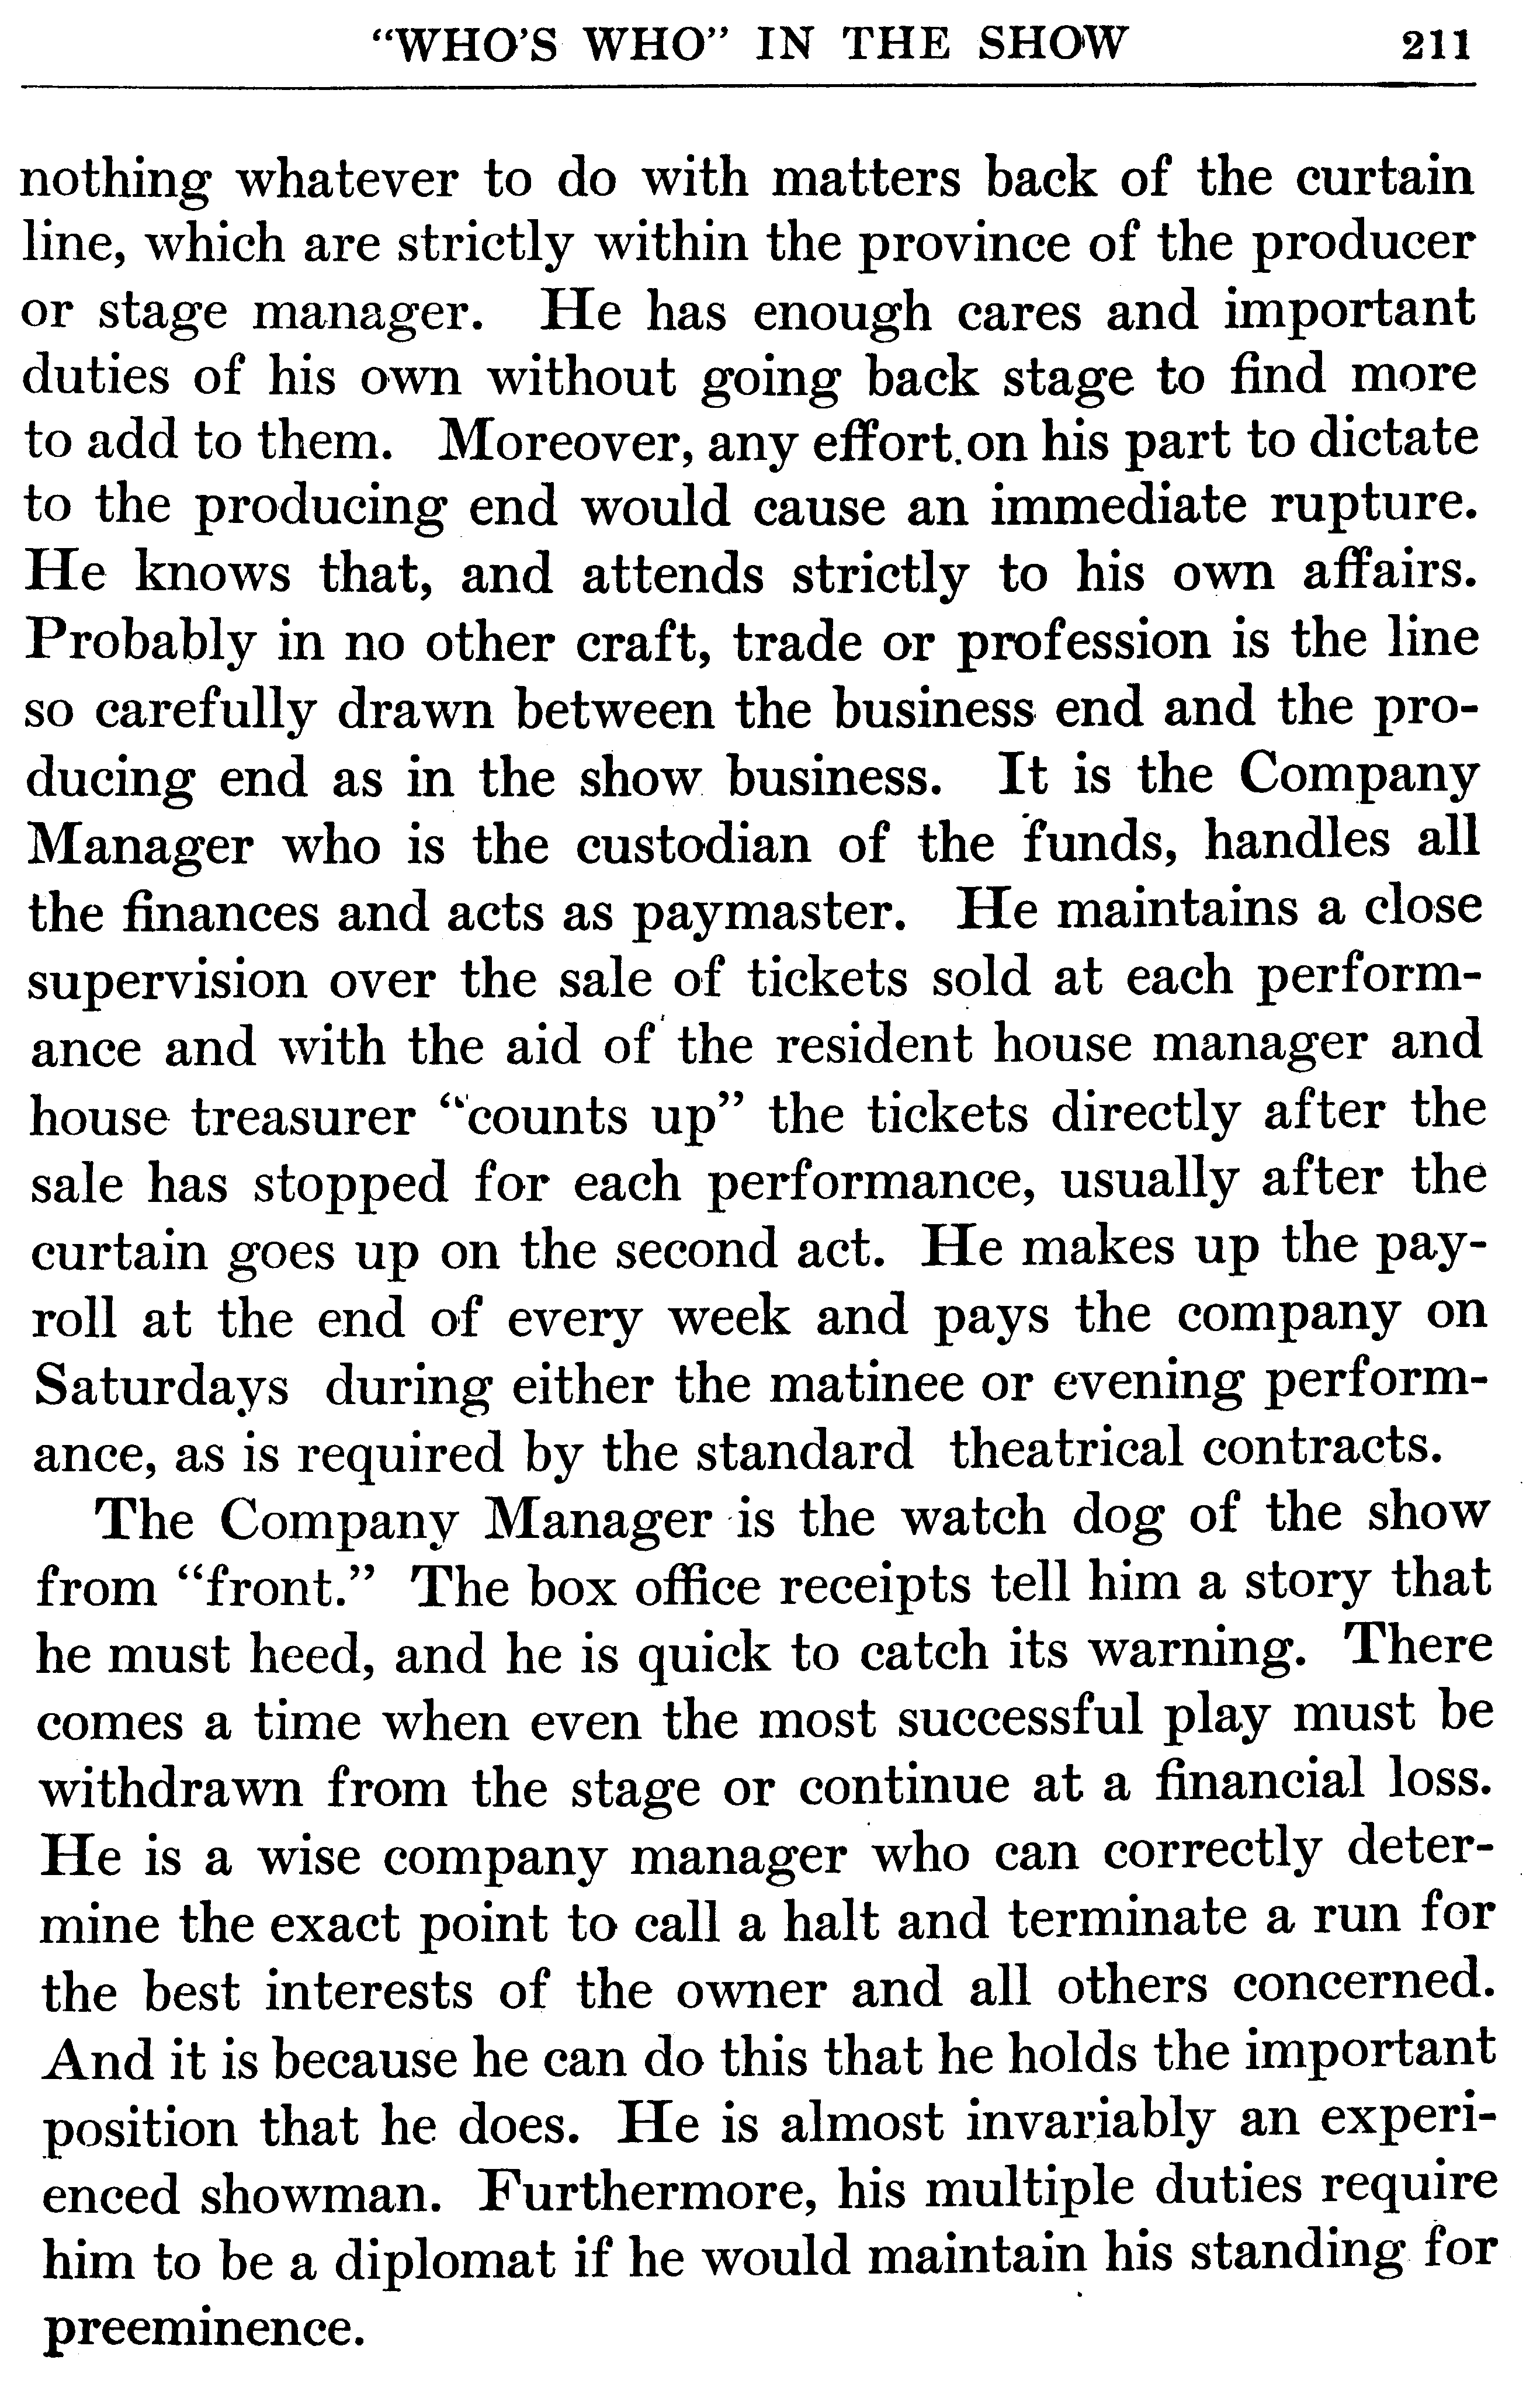 "WHO'S WHO" IN THE SHOW 211
nothing whatever to do with matters back of the curtain
line, which are strictly within the province of the producer
or stage manager. He has enough cares and important
duties of his own without going back stage to find more
to add to them. Moreover, any effort on his part to dictate
to the producing end would cause an immediate rupture.
He knows that, and attends strictly to his own affairs.
Probably in no other craft, trade or profession is the line
so carefully drawn between the business end and the pro-
ducing end as in the show business. It is the Company
Manager who is the custodian of the funds, handles all
the finances and acts as paymaster. He maintains a close
supervision over the sale of tickets sold at each perform-
ance and with the aid of the resident house manager and
house treasurer "counts up" the tickets directly after the
sale has stopped for each performance, usually after the
curtain goes up on the second act. He makes up the pay-
roll at the end of every week and pays the company on
Saturdays during either the matinee or evening perform-
ance, as is required by the standard theatrical contracts.
The Company Manager is the watch dog of the show
from "front." The box office receipts tell him a story that
he must heed, and he is quick to catch its warning. There
comes a time when even the most successful play must be
withdrawn from the stage or continue at a financial loss.
He is a wise company manager who can correctly deter-
mine the exact point to call a halt and terminate a run for
the best interests of the owner and all others concerned.
And it is because he can do this that he holds the important
position that he does. He is almost invariably an experi-
enced showman. Furthermore, his multiple duties require
him to be a diplomat if he would maintain his standing for
preeminence.